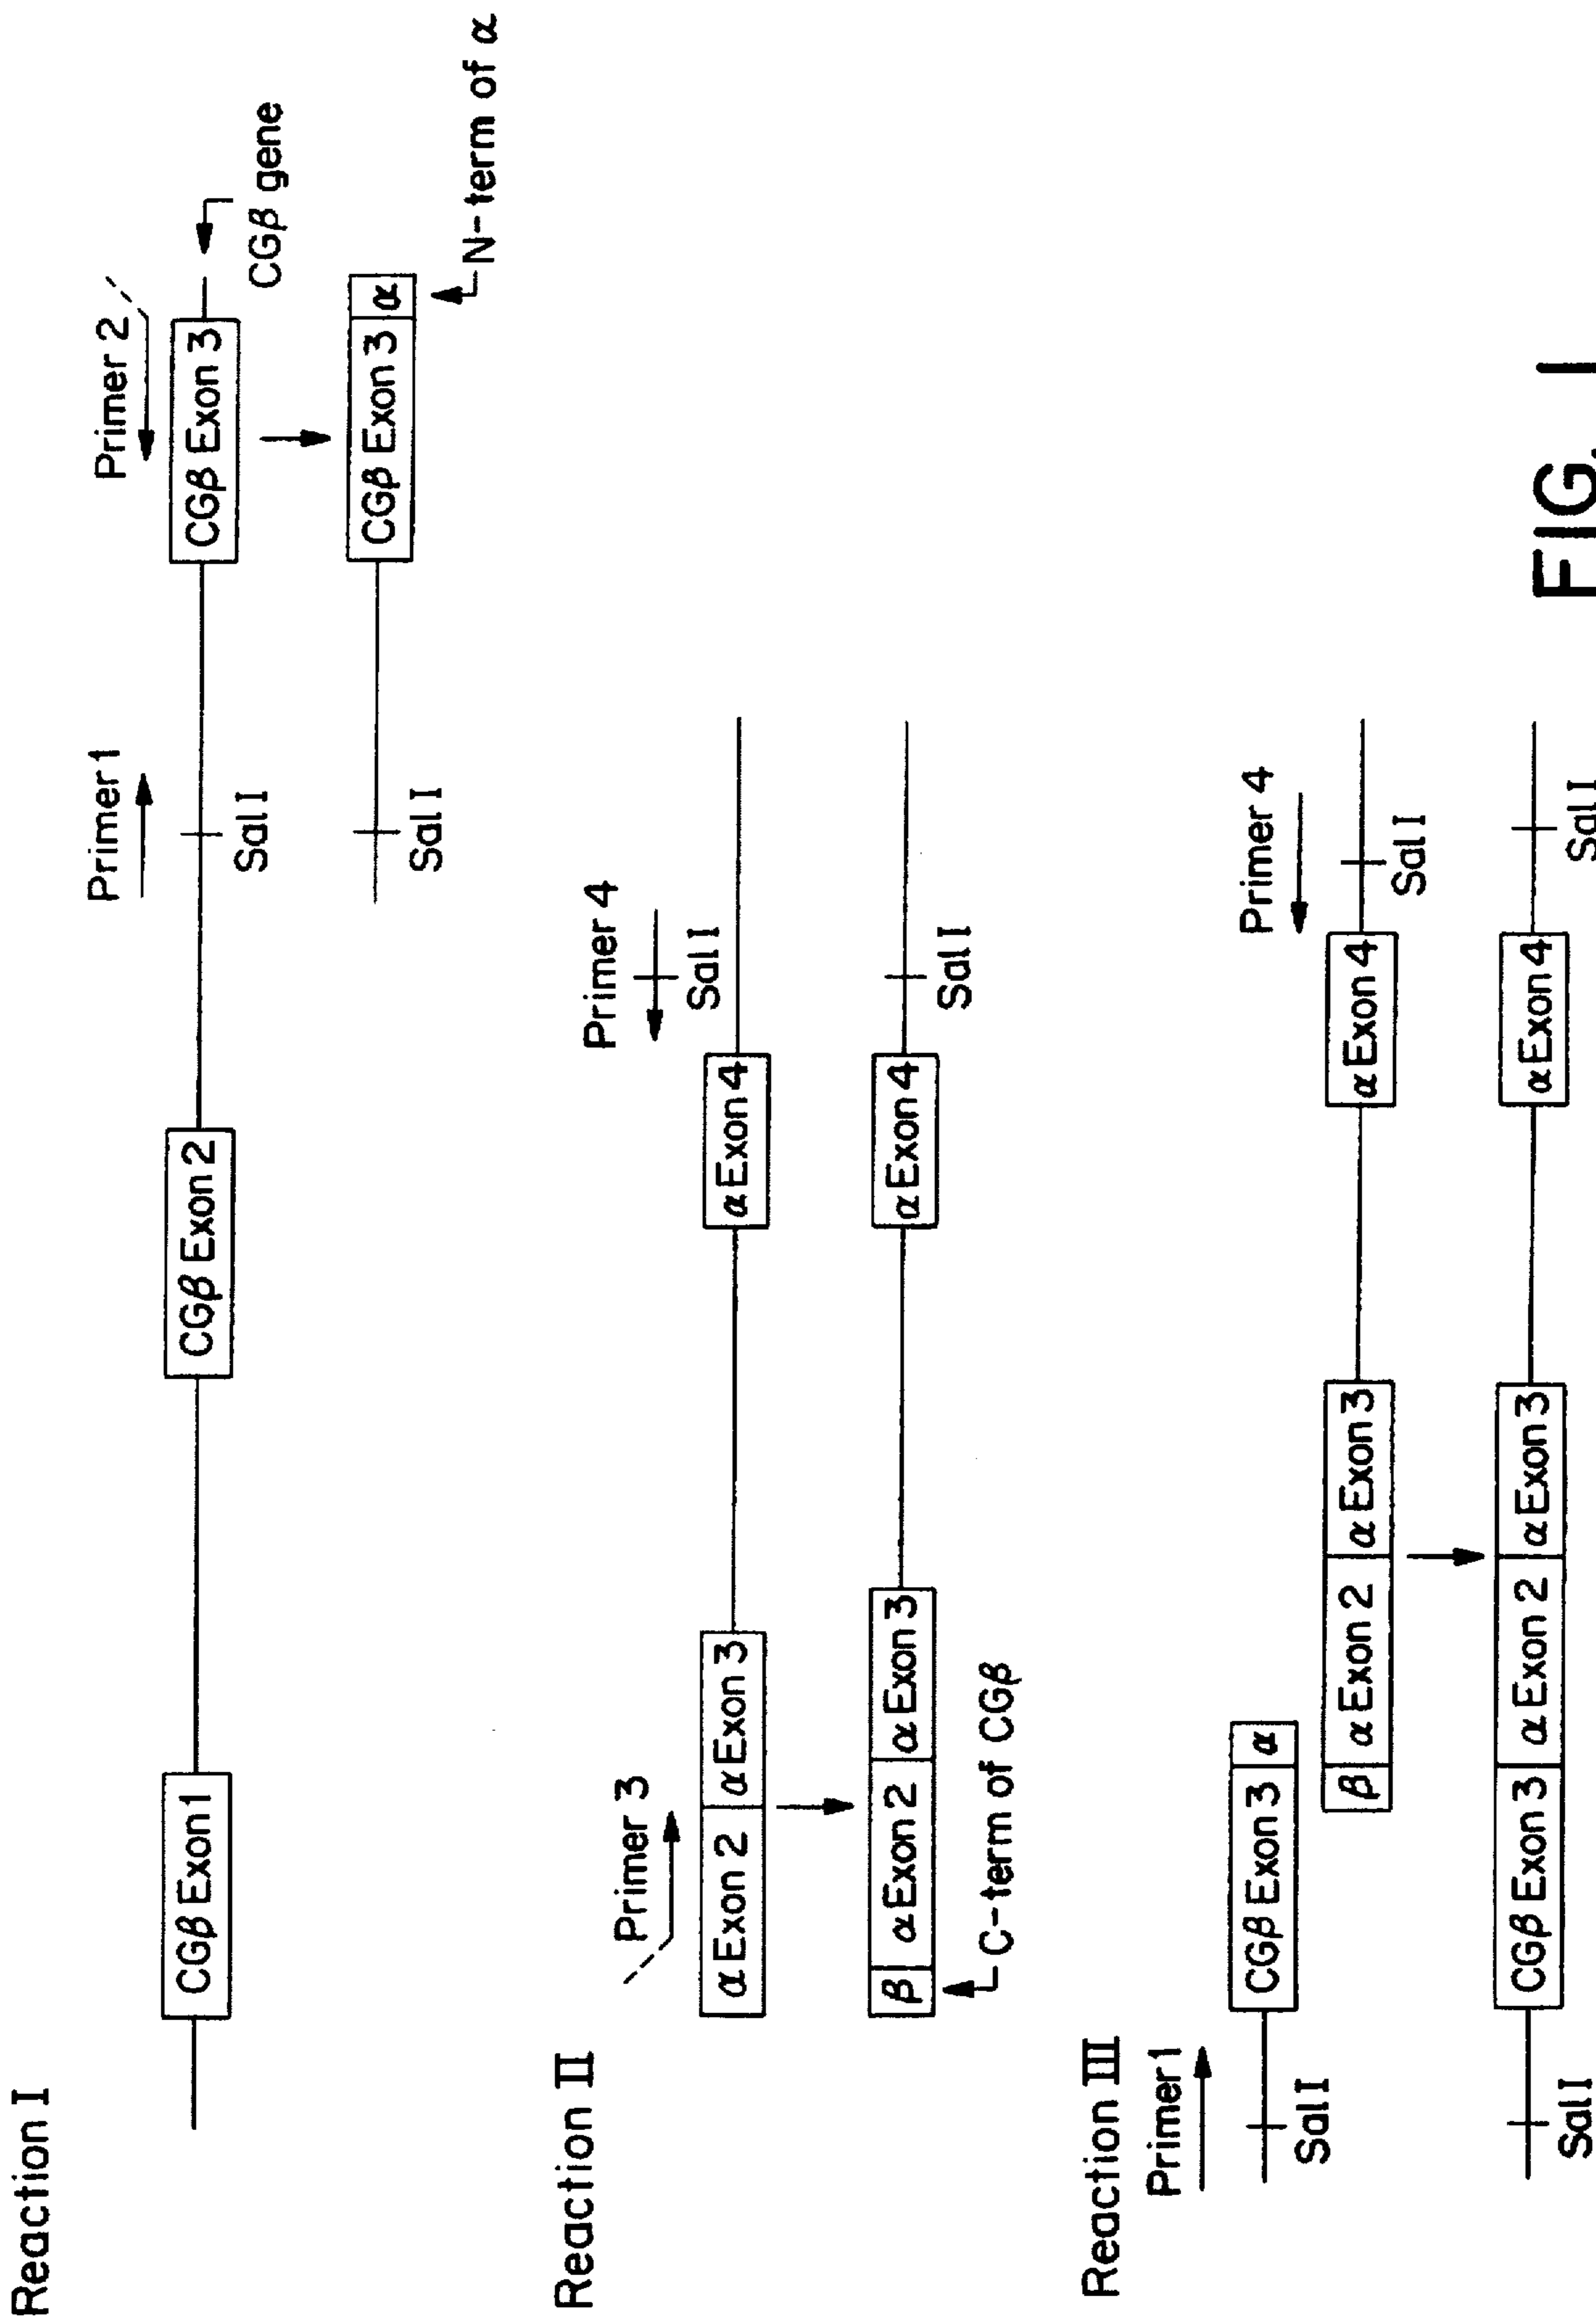 Reaction I
Primer 1
Primer 2
CGβ Exon 1
CGβ Exon 2
Sal I
CGβ Exon 3
CGβ gene
Sal I
CGβ Exon 3
α
N-term of α
Reaction II
Primer 3
Primer 4
α Exon 2
α Exon 3
α Exon 4
Sal I
β
α Exon 2
α Exon 3
α Exon 4
Sal I
C-term of CGβ
Reaction III
Primer 1
Primer 4
Sal I
CGβ Exon 3
α
β
α Exon 2
α Exon 3
α Exon 4
Sal I
Sal I
CGβ Exon 3
α Exon 2
α Exon 3
α Exon 4
Sal I
FIG. 1